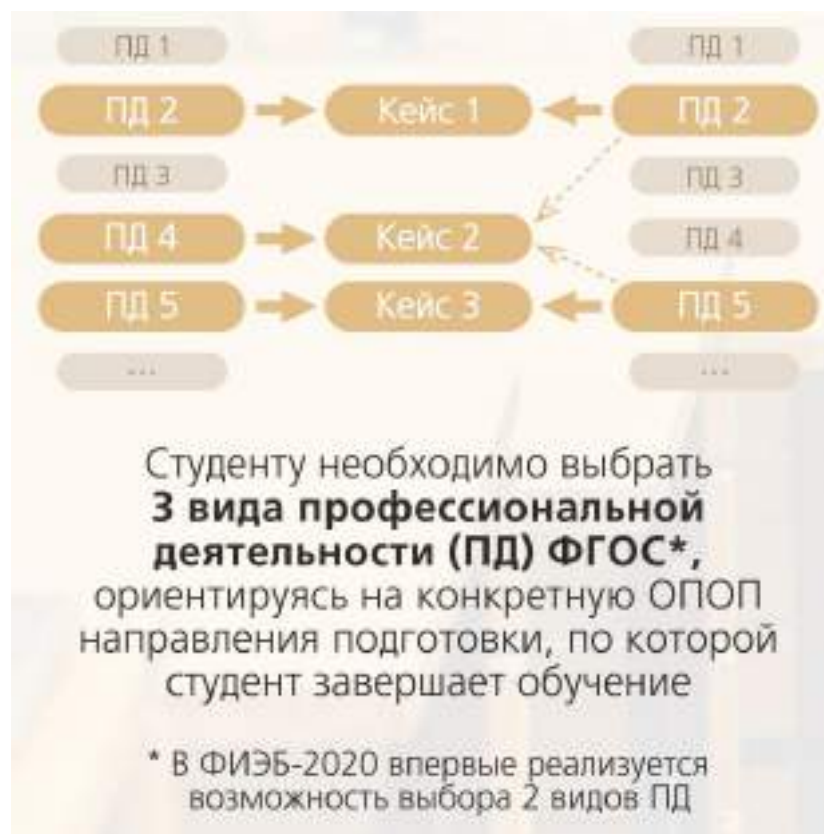 ПД 1 ПД 1
ПД 2 Кейс 1 ПД 2
ПД 3 ПД 3
ПД 4 Кейс 2 ПД 4
ПД 5 Кейс 3 ПД 5
... ...
Студенту необходимо выбрать
3 вида профессиональной
деятельности (ПД) ФГОС*,
ориентируясь на конкретную ОПОП
направления подготовки, по которой
студент завершает обучение
* В ФИЭБ-2020 впервые реализуется
возможность выбора 2 видов ПД